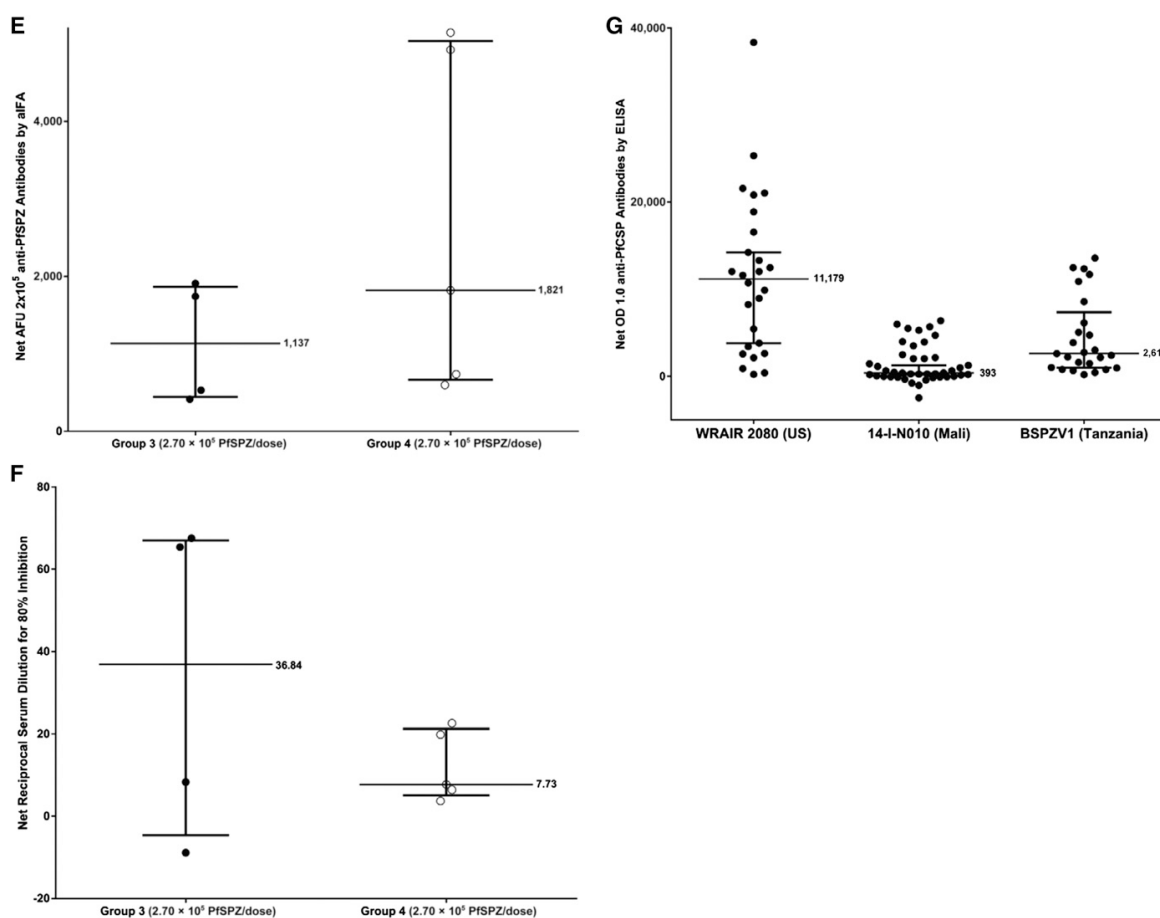 E
Net AFU 2x10⁵ anti-PfSPZ Antibodies by aIFA
4,000
2,000
0
1,137
1,821
Group 3 (2.70 × 10⁵ PfSPZ/dose)
Group 4 (2.70 × 10⁵ PfSPZ/dose)
F
Net Reciprocal Serum Dilution for 80% Inhibition
80
60
40
20
0
-20
36.84
7.73
Group 3 (2.70 × 10⁵ PfSPZ/dose)
Group 4 (2.70 × 10⁵ PfSPZ/dose)
G
Net OD 1.0 anti-PfCSP Antibodies by ELISA
40,000
20,000
0
11,179
393
2,61
WRAIR 2080 (US)
14-I-N010 (Mali)
BSPZV1 (Tanzania)